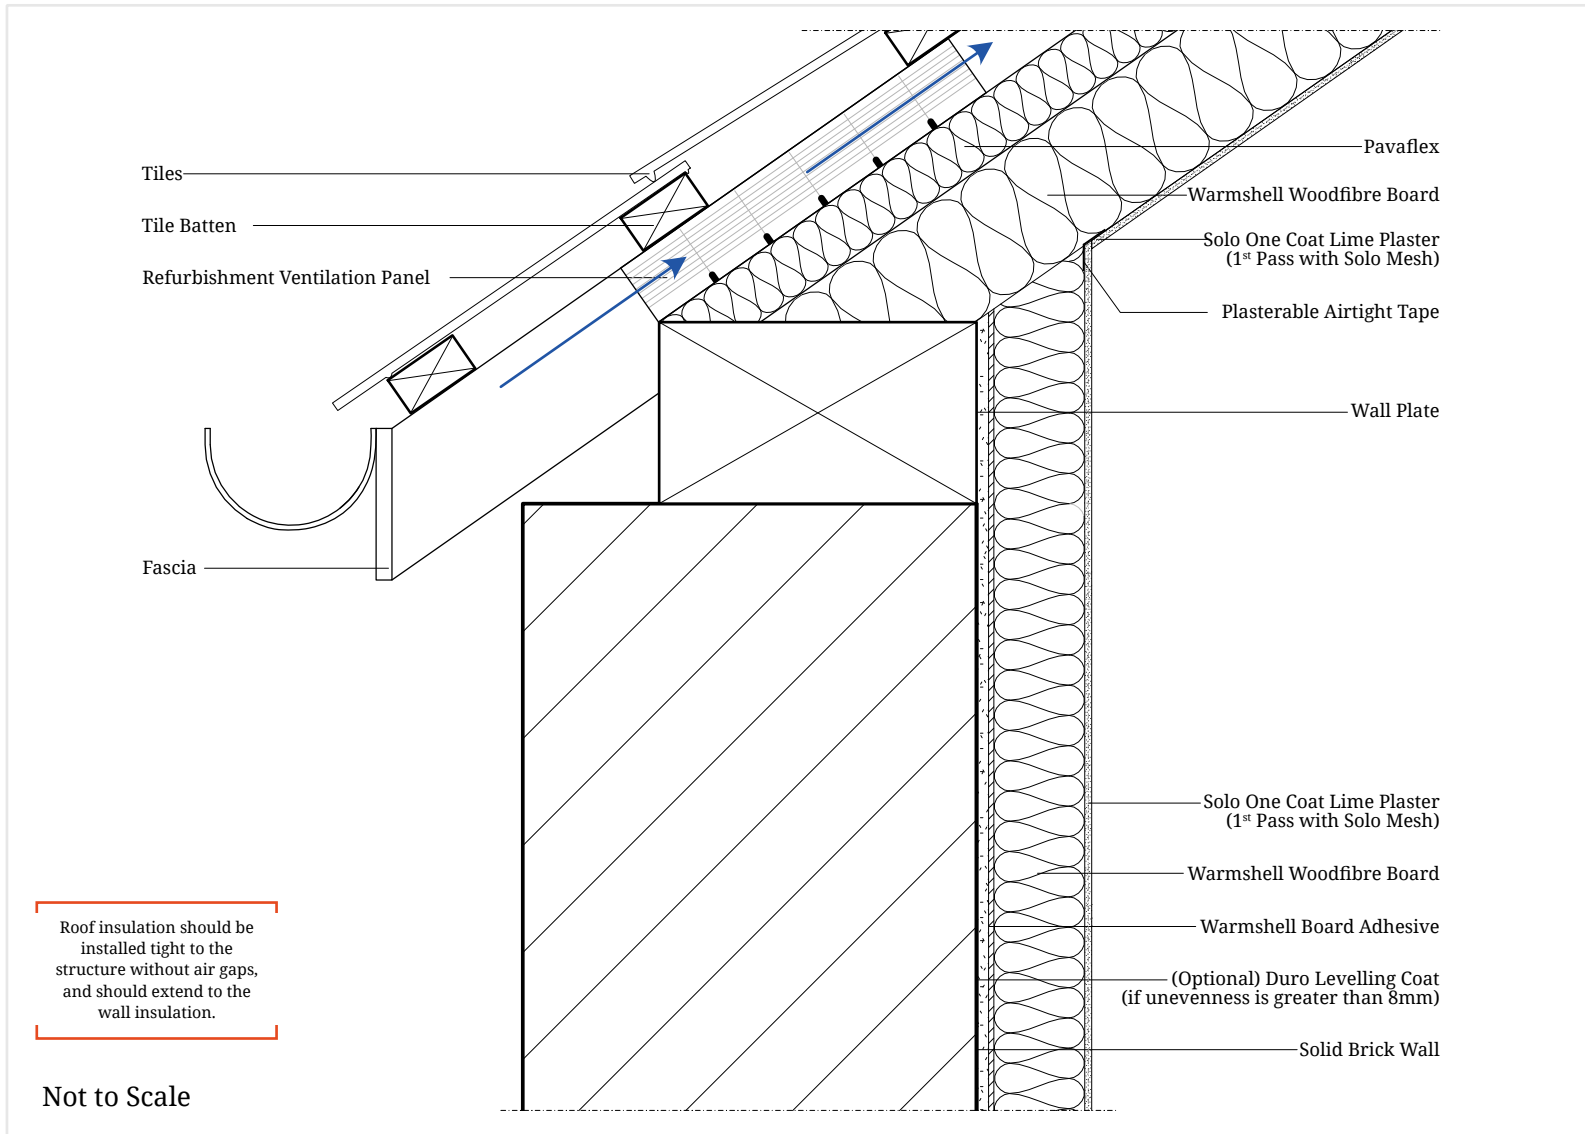 Tiles
Tile Batten
Refurbishment Ventilation Panel
Fascia
Pavaflex
Warmshell Woodfibre Board
Solo One Coat Lime Plaster
(1st Pass with Solo Mesh)
Plasterable Airtight Tape
Wall Plate
Solo One Coat Lime Plaster
(1st Pass with Solo Mesh)
Warmshell Woodfibre Board
Warmshell Board Adhesive
(Optional) Duro Levelling Coat
(if unevenness is greater than 8mm)
Solid Brick Wall
Roof insulation should be
installed tight to the
structure without air gaps,
and should extend to the
wall insulation.
Not to Scale